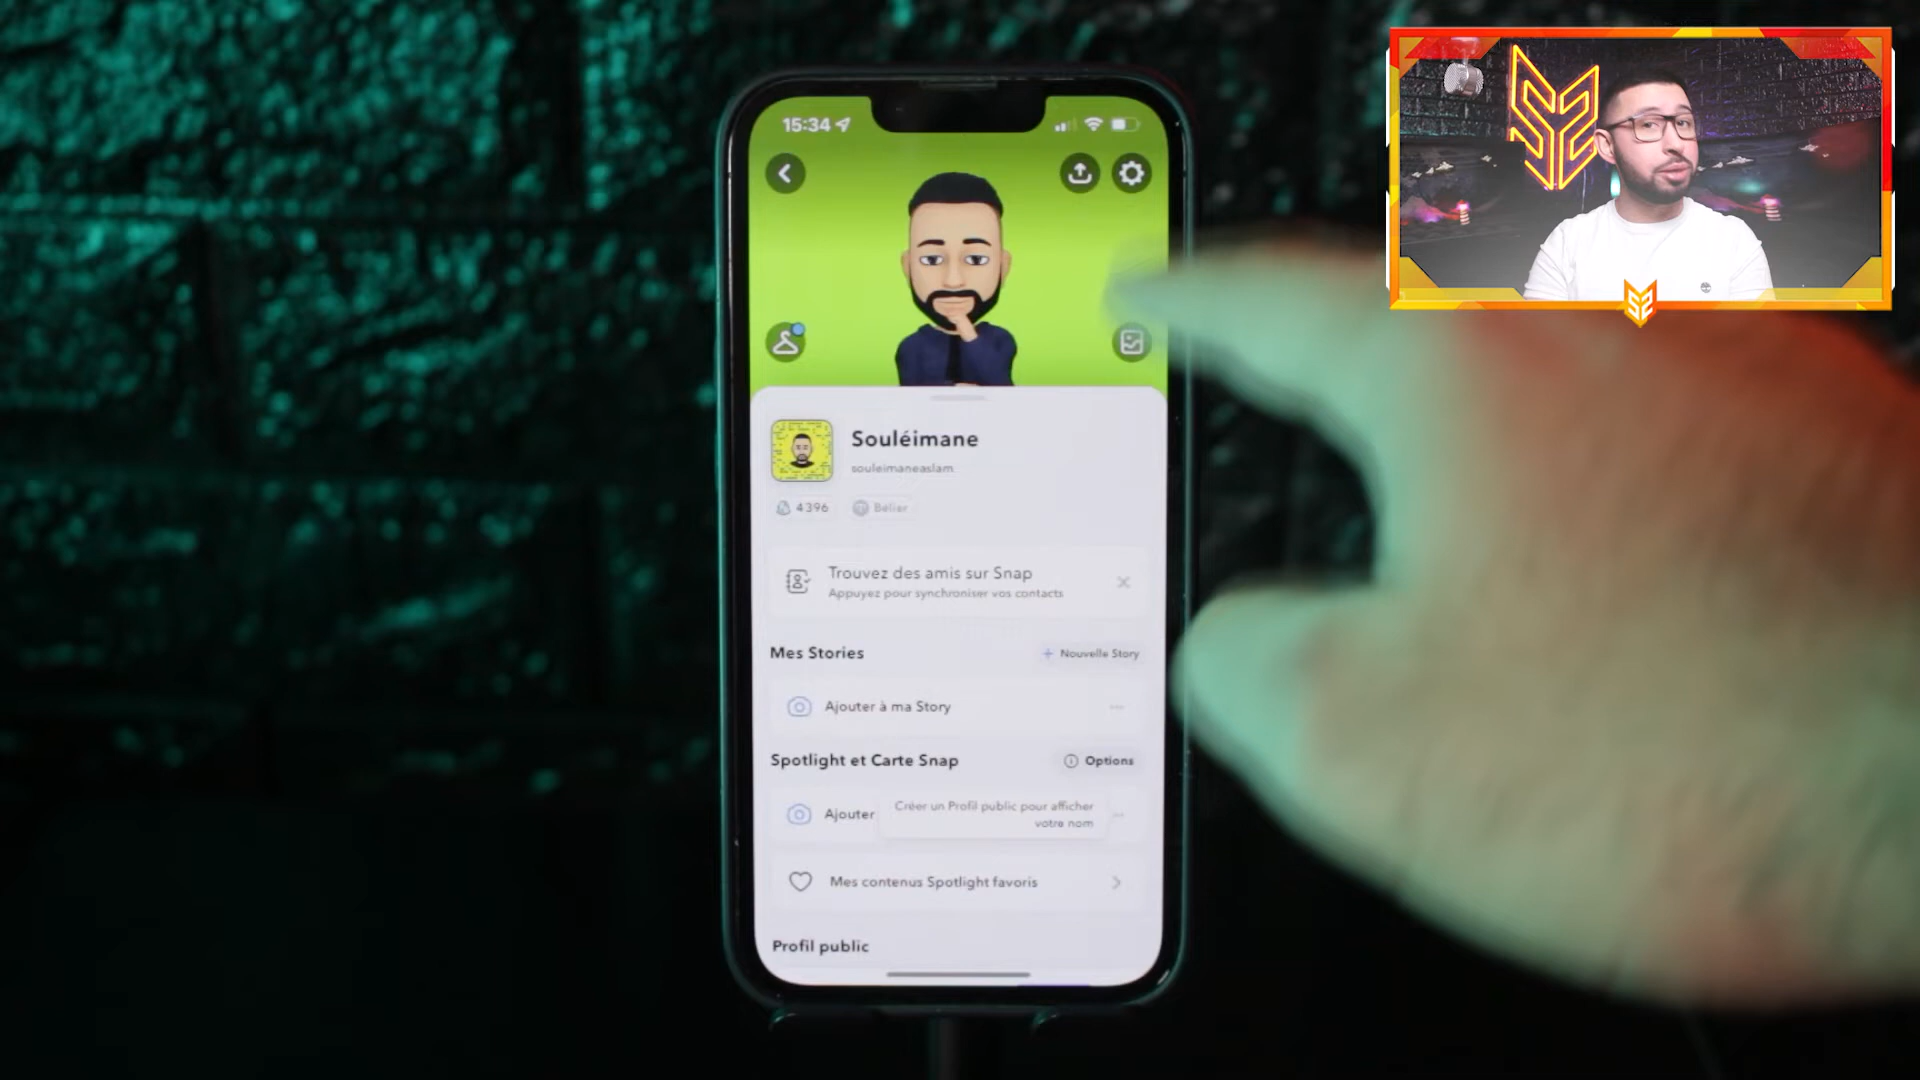 15:34
Souléimane
souleimaneaslam
4 396
Bélier
Trouvez des amis sur Snap
Appuyez pour synchroniser vos contacts
Mes Stories
+ Nouvelle Story
Ajouter à ma Story
Spotlight et Carte Snap
Options
Ajouter
Créer un Profil public pour afficher
votre nom
Mes contenus Spotlight favoris
Profil public